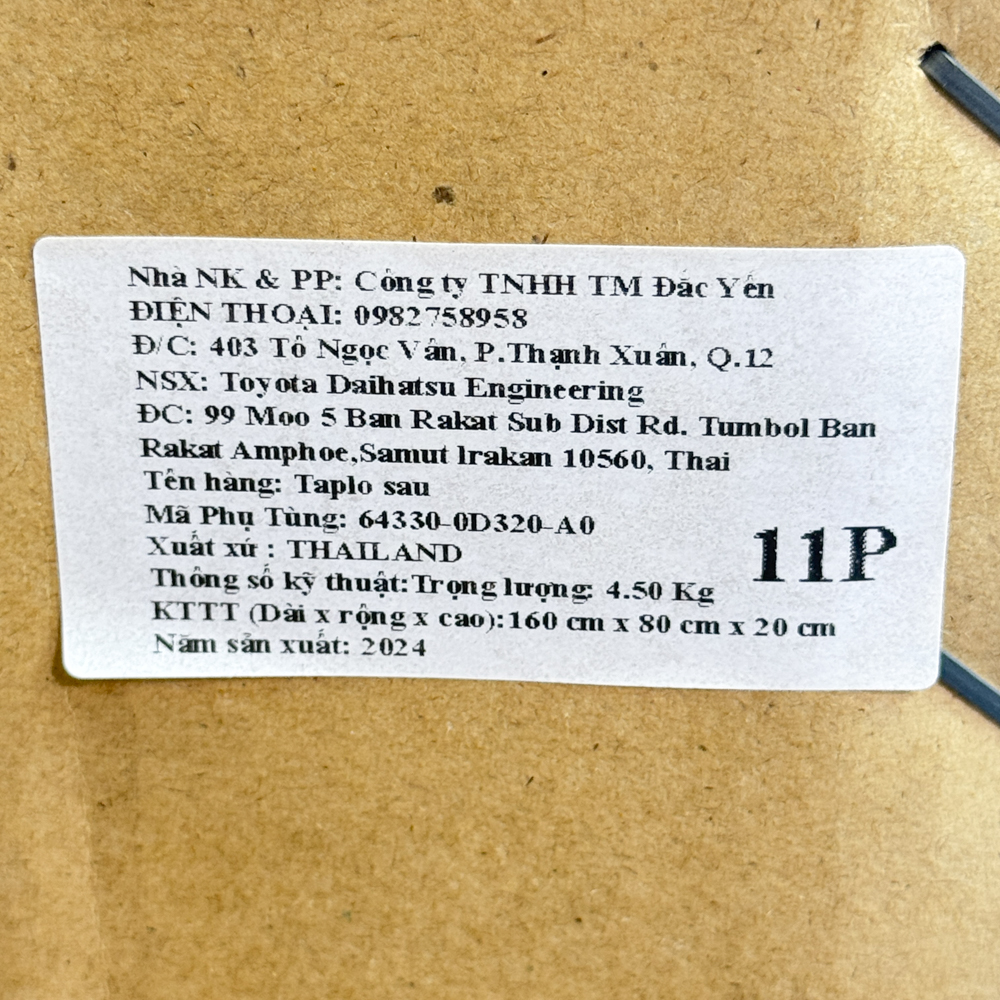 Nhà NK & PP: Công ty TNHH TM Đắc Yến
ĐIỆN THOẠI: 0982758958
Đ/C: 403 Tô Ngọc Vân, P.Thạnh Xuân, Q.12
NSX: Toyota Daihatsu Engineering
ĐC: 99 Moo 5 Ban Rakat Sub Dist Rd. Tumbol Ban
Rakat Amphoe,Samut lrakan 10560, Thai
Tên hàng: Taplo sau
Mã Phụ Tùng: 64330-0D320-A0
Xuất xứ : THAILAND
11P
Thông số kỹ thuật:Trọng lượng: 4.50 Kg
KTTT (Dài x rộng x cao):160 cm x 80 cm x 20 cm
Năm sản xuất: 2024